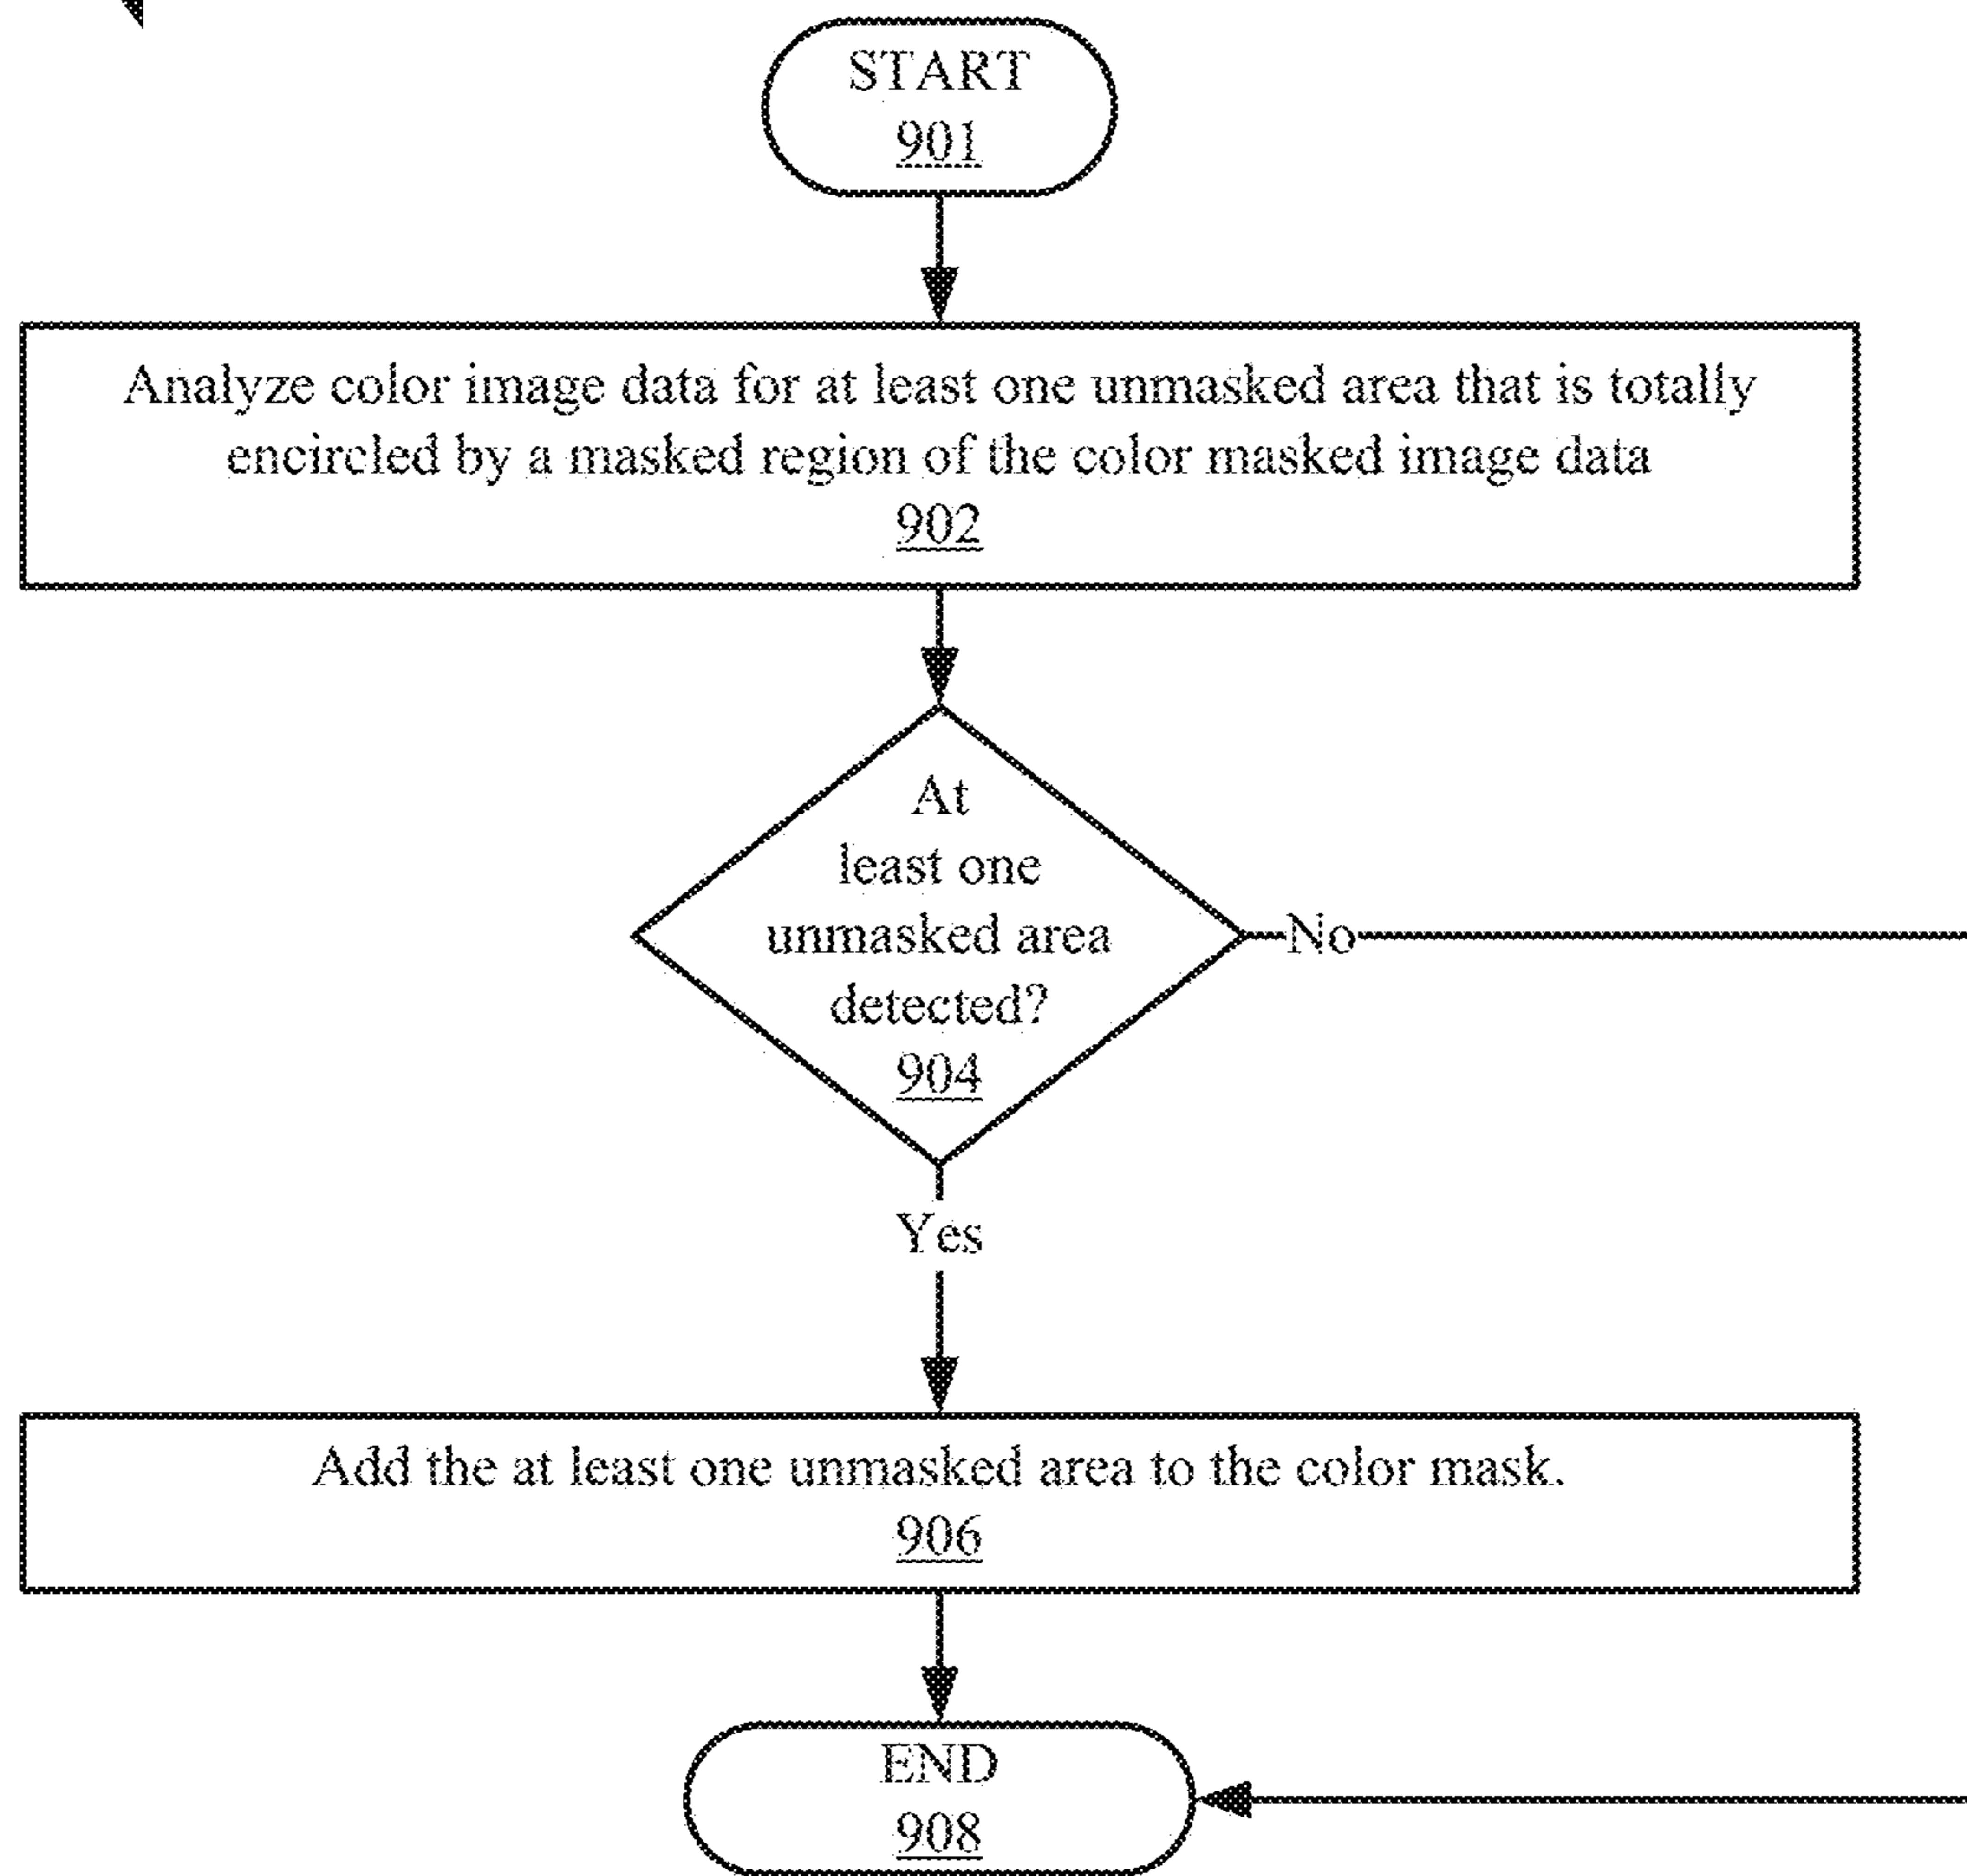 START
901
Analyze color image data for at least one unmasked area that is totally
encircled by a masked region of the color masked image data
902
At
least one
unmasked area
detected?
904
No
Yes
Add the at least one unmasked area to the color mask.
906
END
908